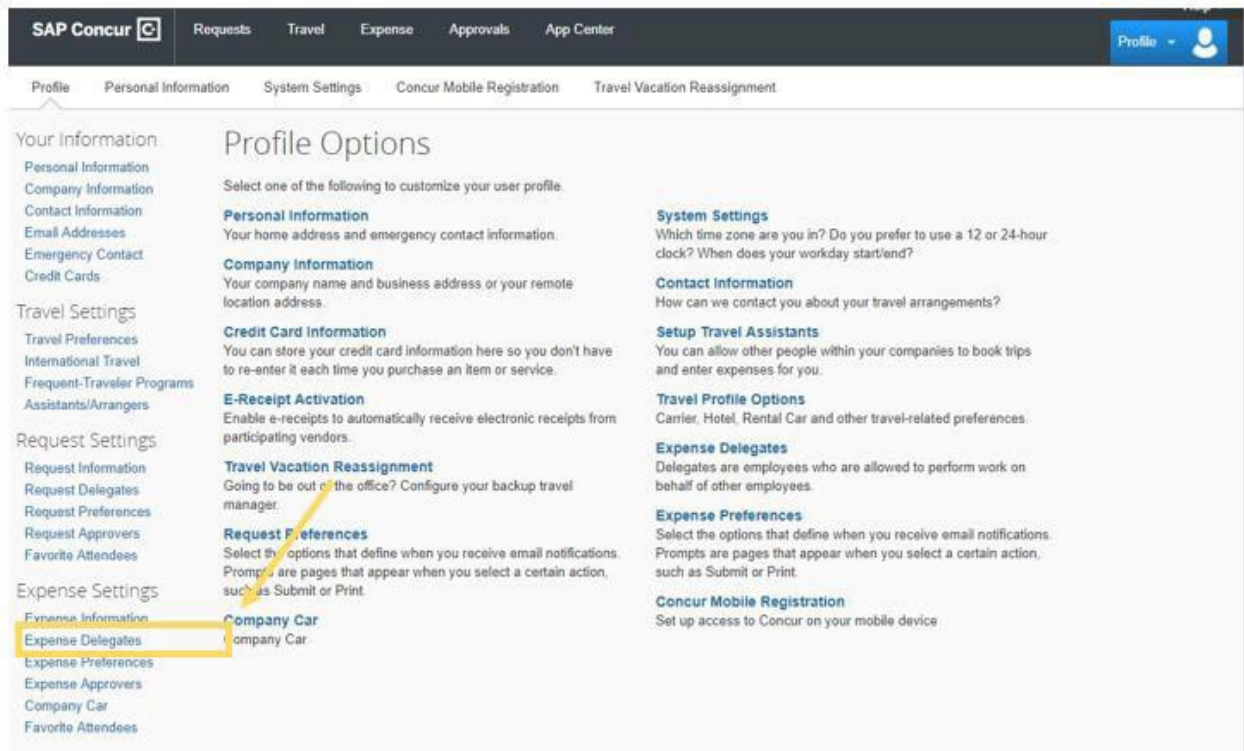 SAP Concur C Requests Travel Expense Approvals App Center
Profile
Profile Personal Information System Settings Concur Mobile Registration Travel Vacation Reassignment
Your Information
Personal Information
Company Information
Contact Information
Email Addresses
Emergency Contact
Credit Cards
Travel Settings
Travel Preferences
International Travel
Frequent-Traveler Programs
Assistants/Arrangers
Request Settings
Request Information
Request Delegates
Request Preferences
Request Approvers
Favorite Attendees
Expense Settings
Expense Information
Expense Delegates
Expense Preferences
Expense Approvers
Company Car
Favorite Attendees
Profile Options
Select one of the following to customize your user profile.
Personal Information
Your home address and emergency contact information.
Company Information
Your company name and business address or your remote
location address.
Credit Card Information
You can store your credit card information here so you don't have
to re-enter it each time you purchase an item or service.
E-Receipt Activation
Enable e-receipts to automatically receive electronic receipts from
participating vendors.
Travel Vacation Reassignment
Going to be out of the office? Configure your backup travel
manager.
Request Preferences
Select the options that define when you receive email notifications.
Prompts are pages that appear when you select a certain action,
such as Submit or Print.
Company Car
Company Car
System Settings
Which time zone are you in? Do you prefer to use a 12 or 24-hour
clock? When does your workday start/end?
Contact Information
How can we contact you about your travel arrangements?
Setup Travel Assistants
You can allow other people within your companies to book trips
and enter expenses for you.
Travel Profile Options
Carrier, Hotel, Rental Car and other travel-related preferences.
Expense Delegates
Delegates are employees who are allowed to perform work on
behalf of other employees.
Expense Preferences
Select the options that define when you receive email notifications.
Prompts are pages that appear when you select a certain action,
such as Submit or Print.
Concur Mobile Registration
Set up access to Concur on your mobile device